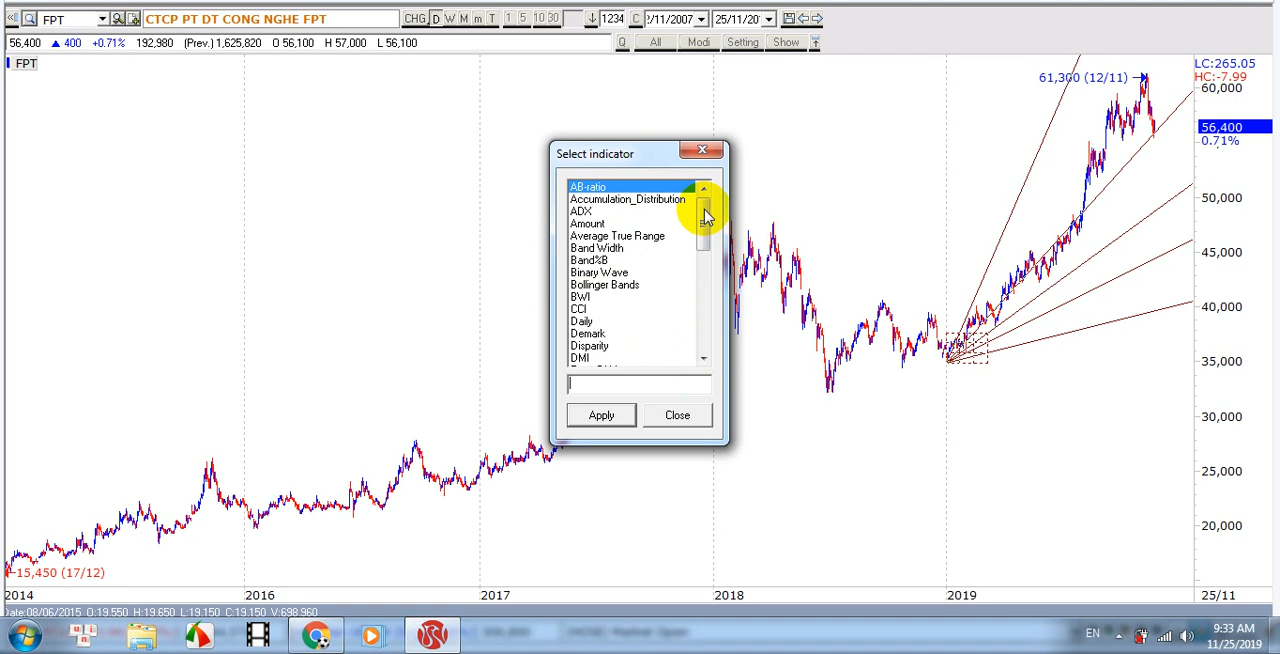 FPT CTCP PT DT CONG NGHE FPT CHG D W M m T 1 5 10 30 1234 C 2/11/2007 25/11/20
56,400 ▲ 400 +0.71% 192,980 (Prev.) 1,625,820 O 56,100 H 57,000 L 56,100 Q All Modi Setting Show
FPT
LC:265.05
61,300 (12/11)
HC:-7.99
60,000
56,400
0.71%
50,000
45,000
40,000
35,000
30,000
25,000
20,000
Select indicator
AB-ratio
Accumulation_Distribution
ADX
Amount
Average True Range
Band Width
Band%B
Binary Wave
Bollinger Bands
BWI
CCI
Daily
Demark
Disparity
DMI
Apply Close
15,450 (17/12)
2014 2016 2017 2018 2019 25/11
Date:08/06/2015 O:19.550 H:19.650 L:19.150 C:19.150 V:698.960
EN
9:33 AM
11/25/2019